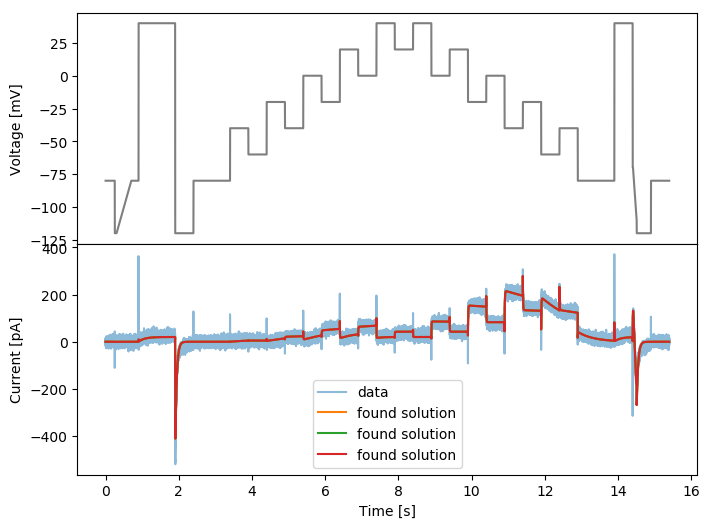 Voltage [mV]
25
0
−25
−50
−75
−100
−125
Current [pA]
400
200
0
−200
−400
data
found solution
found solution
found solution
0 2 4 6 8 10 12 14 16
Time [s]